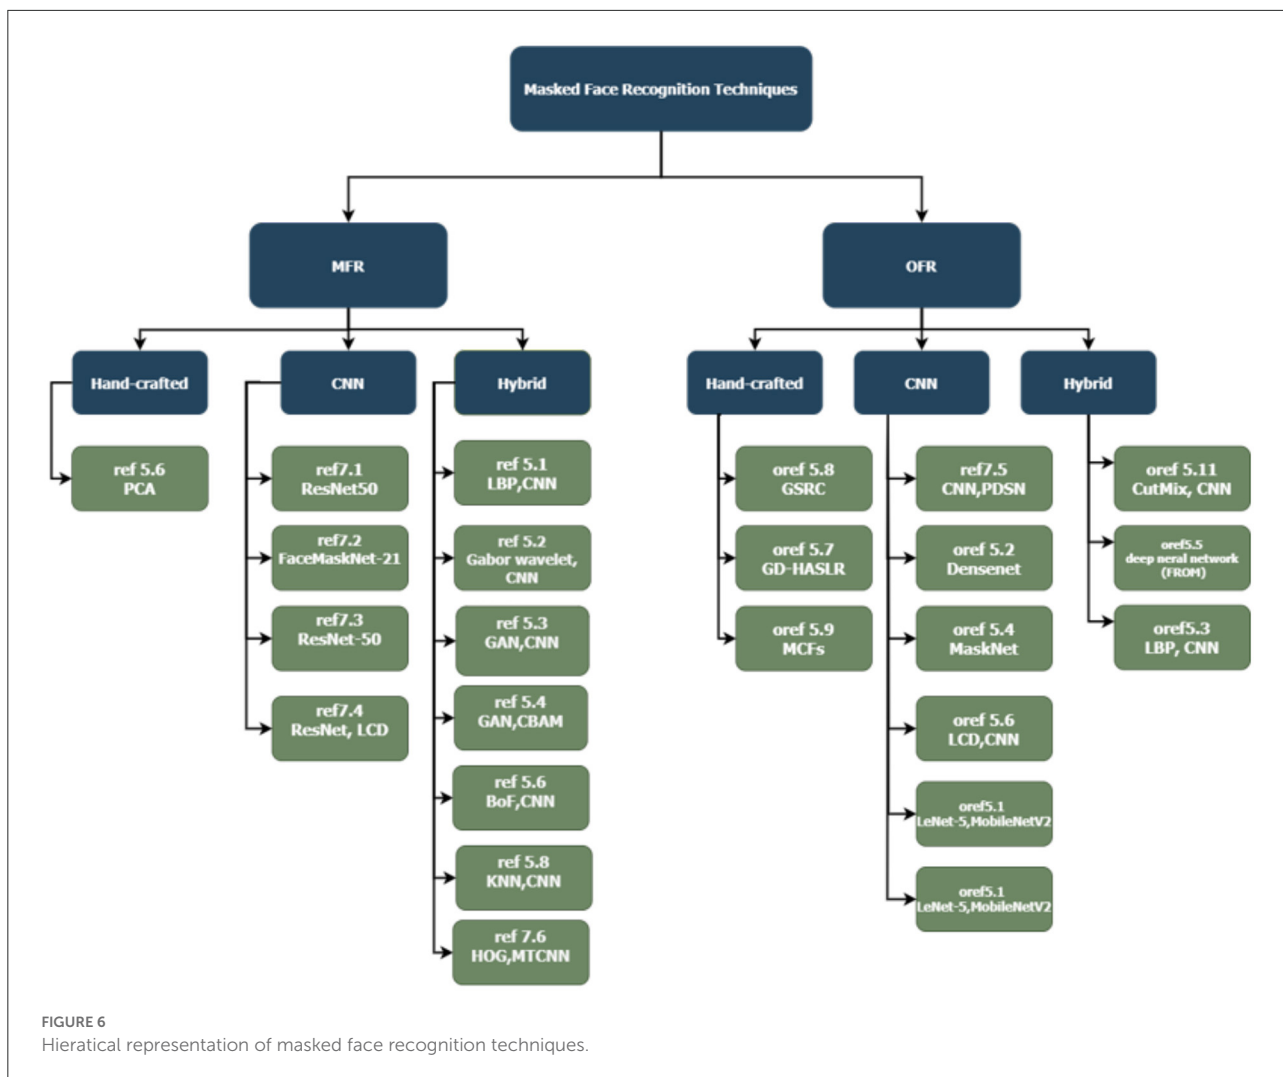 Masked Face Recognition Techniques
MFR
OFR
Hand-crafted
CNN
Hybrid
Hand-crafted
CNN
Hybrid
ref 5.6
PCA
ref7.1
ResNet50
ref7.2
FaceMaskNet-21
ref7.3
ResNet-50
ref7.4
ResNet, LCD
ref 5.1
LBP,CNN
ref 5.2
Gabor wavelet,
CNN
ref 5.3
GAN,CNN
ref 5.4
GAN,CBAM
ref 5.6
BoF,CNN
ref 5.8
KNN,CNN
ref 7.6
HOG,MTCNN
oref 5.8
GSRC
oref 5.7
GD-HASLR
oref 5.9
MCFs
ref7.5
CNN,PDSN
oref 5.2
Densenet
oref 5.4
MaskNet
oref 5.6
LCD,CNN
oref5.1
LeNet-5,MobileNetV2
oref5.1
LeNet-5,MobileNetV2
oref 5.11
CutMix, CNN
oref5.5
deep neral network
(FROM)
oref5.3
LBP, CNN
FIGURE 6
Hieratical representation of masked face recognition techniques.